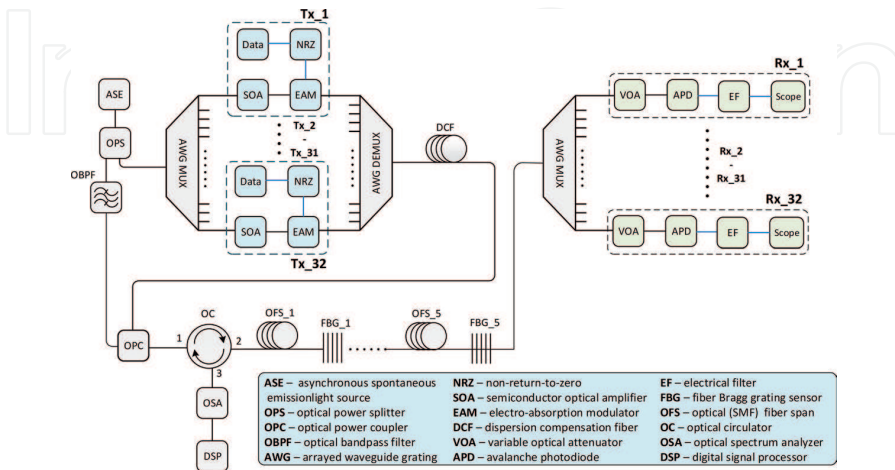 Tx_1
Data NRZ
SOA EAM
Tx_2
-
Tx_31
Data NRZ
SOA EAM
Tx_32
ASE
OPS
OBPF
AWG MUX
AWG DEMUX
DCF
AWG MUX
Rx_1
VOA APD EF Scope
Rx_2
-
Rx_31
Rx_32
VOA APD EF Scope
OPC
OC
1 2
3
OSA
DSP
OFS_1
FBG_1
OFS_5
FBG_5
ASE – asynchronous spontaneous
emissionlight source
OPS – optical power splitter
OPC – optical power coupler
OBPF – optical bandpass filter
AWG – arrayed waveguide grating
NRZ – non-return-to-zero
SOA – semiconductor optical amplifier
EAM – electro-absorption modulator
DCF – dispersion compensation fiber
VOA – variable optical attenuator
APD – avalanche photodiode
EF – electrical filter
FBG – fiber Bragg grating sensor
OFS – optical (SMF) fiber span
OC – optical circulator
OSA – optical spectrum analyzer
DSP – digital signal processor